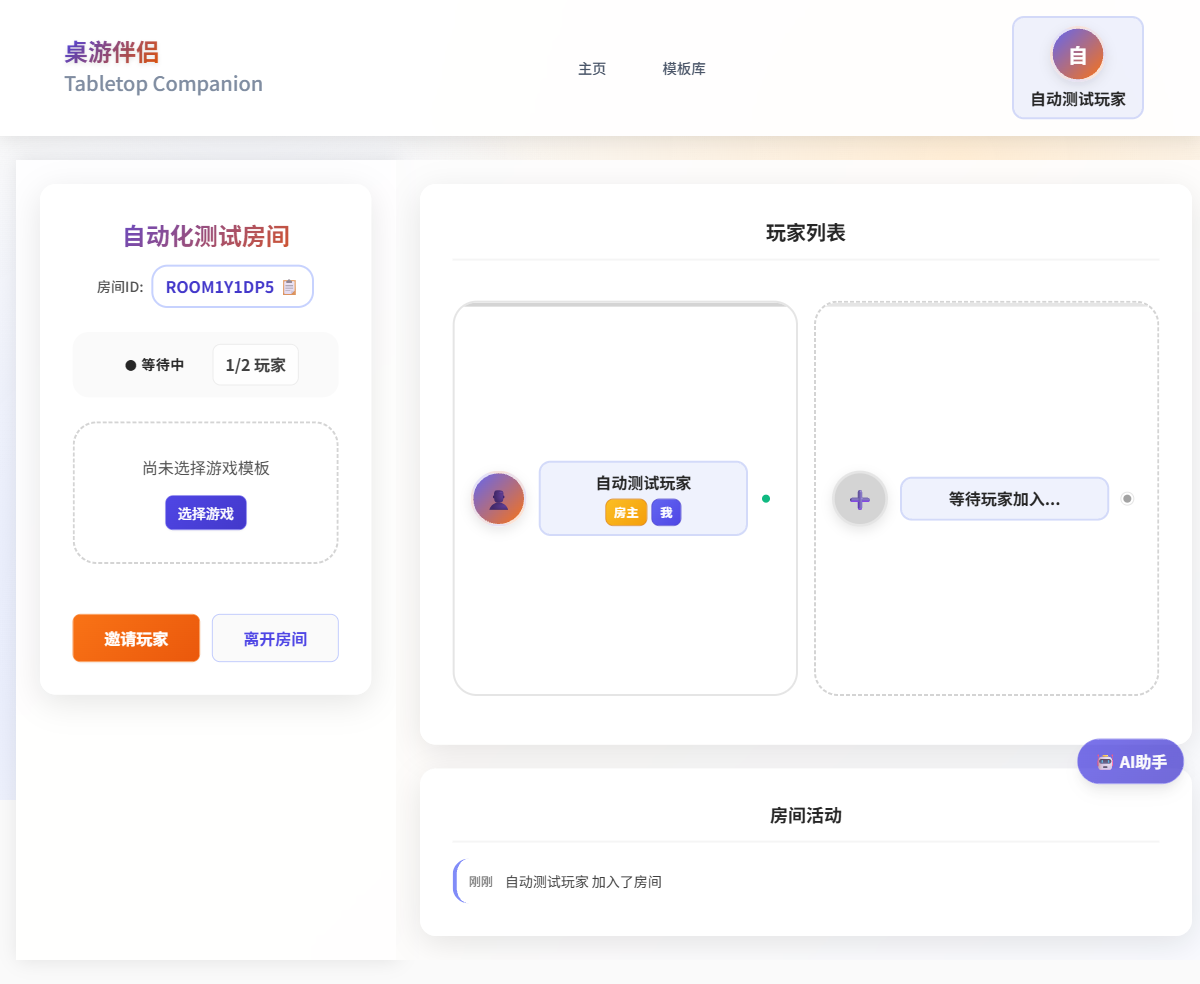 桌游伴侣
Tabletop Companion
主页
模板库
自
自动测试玩家
自动化测试房间
房间ID: ROOM1Y1DP5
等待中
1/2 玩家
尚未选择游戏模板
选择游戏
邀请玩家
离开房间
玩家列表
自动测试玩家
房主 我
等待玩家加入...
AI助手
房间活动
刚刚 自动测试玩家 加入了房间